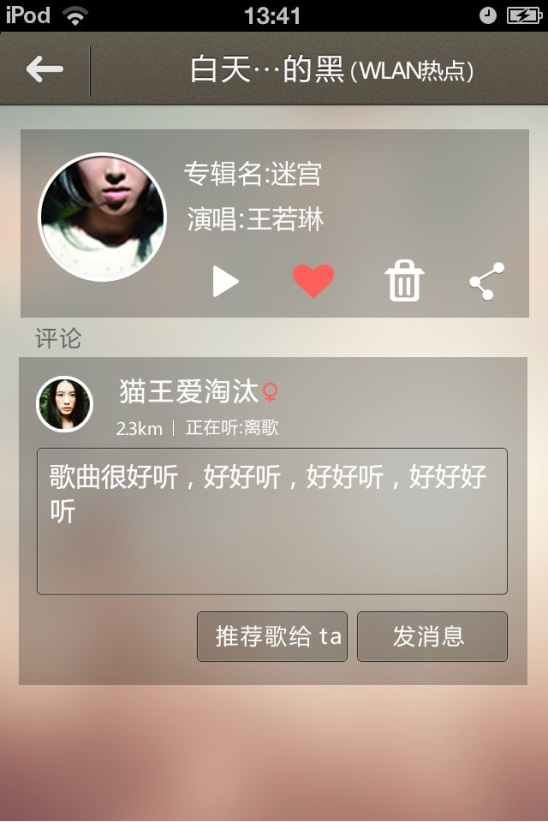 iPod 13:41
白天…的黑(WLAN热点)
专辑名:迷宫
演唱:王若琳
评论
猫王爱淘汰♀
2.3km | 正在听:离歌
歌曲很好听，好好听，好好听，好好好
听
推荐歌给 ta 发消息